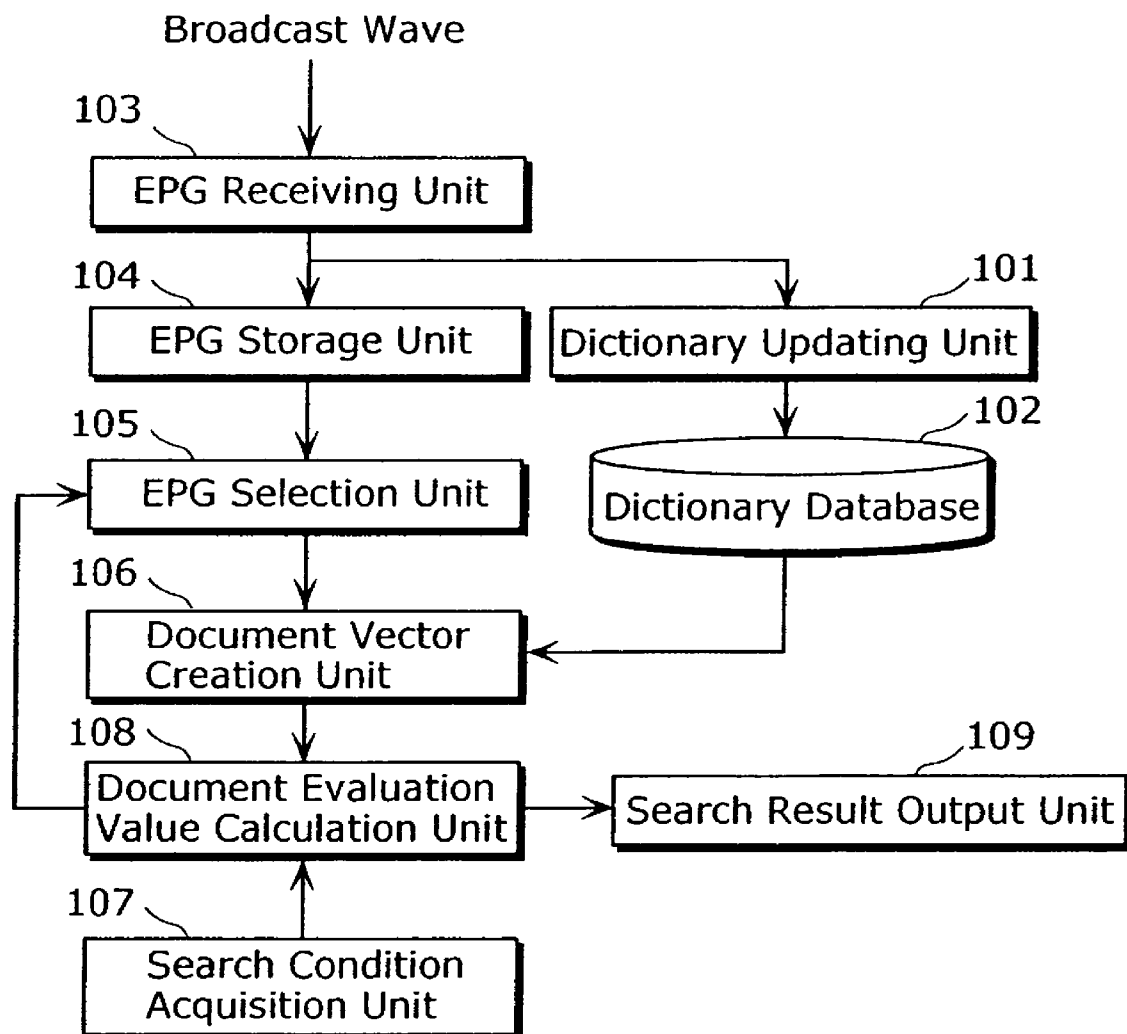 Broadcast Wave
103
EPG Receiving Unit
104
EPG Storage Unit
101
Dictionary Updating Unit
105
EPG Selection Unit
102
Dictionary Database
106
Document Vector
Creation Unit
108
Document Evaluation
Value Calculation Unit
109
Search Result Output Unit
107
Search Condition
Acquisition Unit